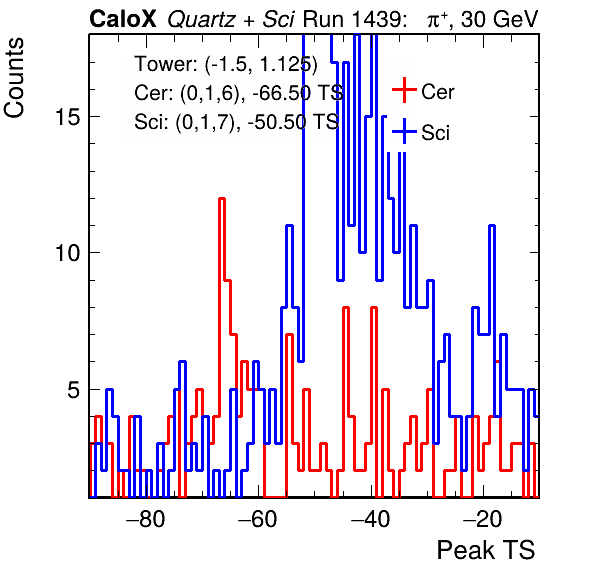 CaloX Quartz + Sci Run 1439: π+, 30 GeV
Counts
Tower: (-1.5, 1.125)
Cer: (0,1,6), -66.50 TS
Sci: (0,1,7), -50.50 TS
Cer
Sci
15
10
5
−80 −60 −40 −20
Peak TS